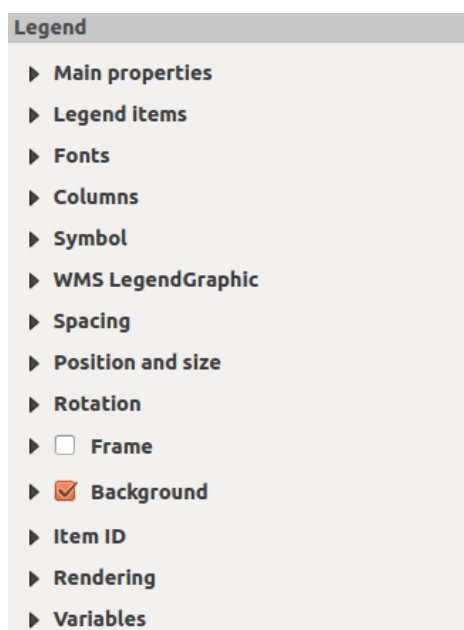 Legend
Main properties
Legend items
Fonts
Columns
Symbol
WMS LegendGraphic
Spacing
Position and size
Rotation
Frame
Background
Item ID
Rendering
Variables